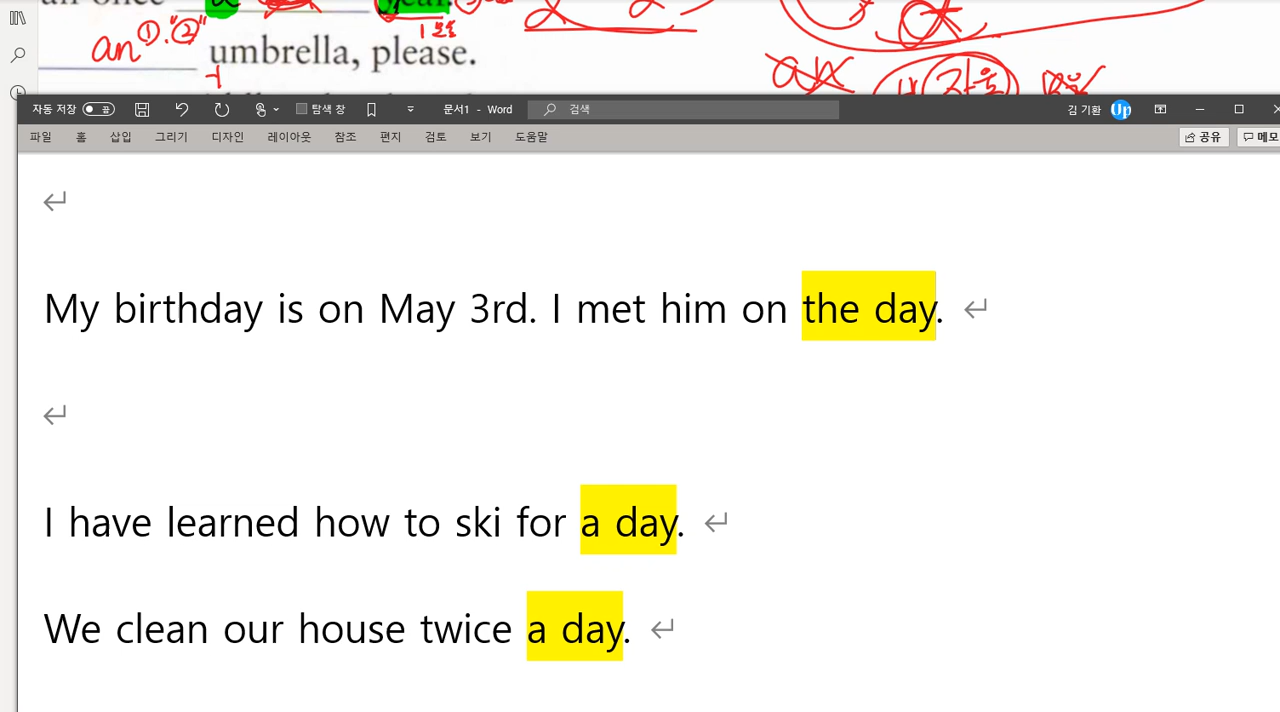 an ① . "②" umbrella, please.
자동 저장 문서1 - Word 탐색 창 검색 김 기환 Up
파일 홈 삽입 그리기 디자인 레이아웃 참조 편지 검토 보기 도움말 공유 메모
My birthday is on May 3rd. I met him on the day.
I have learned how to ski for a day.
We clean our house twice a day.